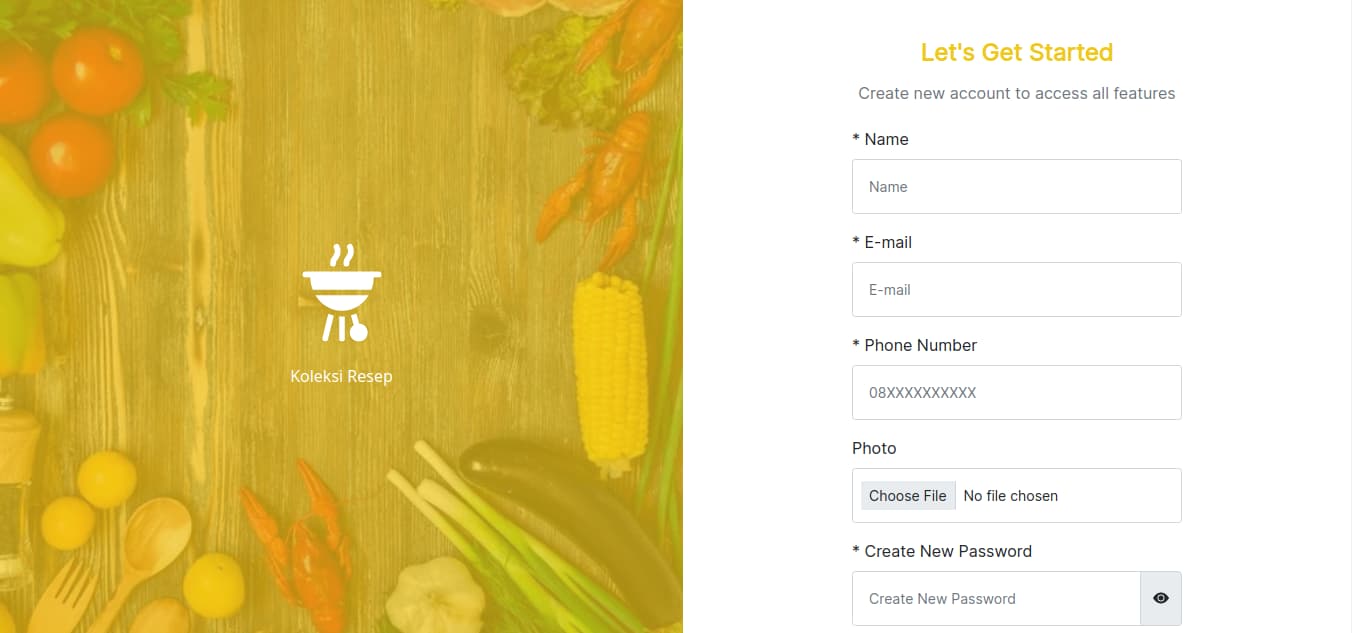 Koleksi Resep
Let's Get Started
Create new account to access all features
* Name
Name
* E-mail
E-mail
* Phone Number
08XXXXXXXXXX
Photo
Choose File No file chosen
* Create New Password
Create New Password